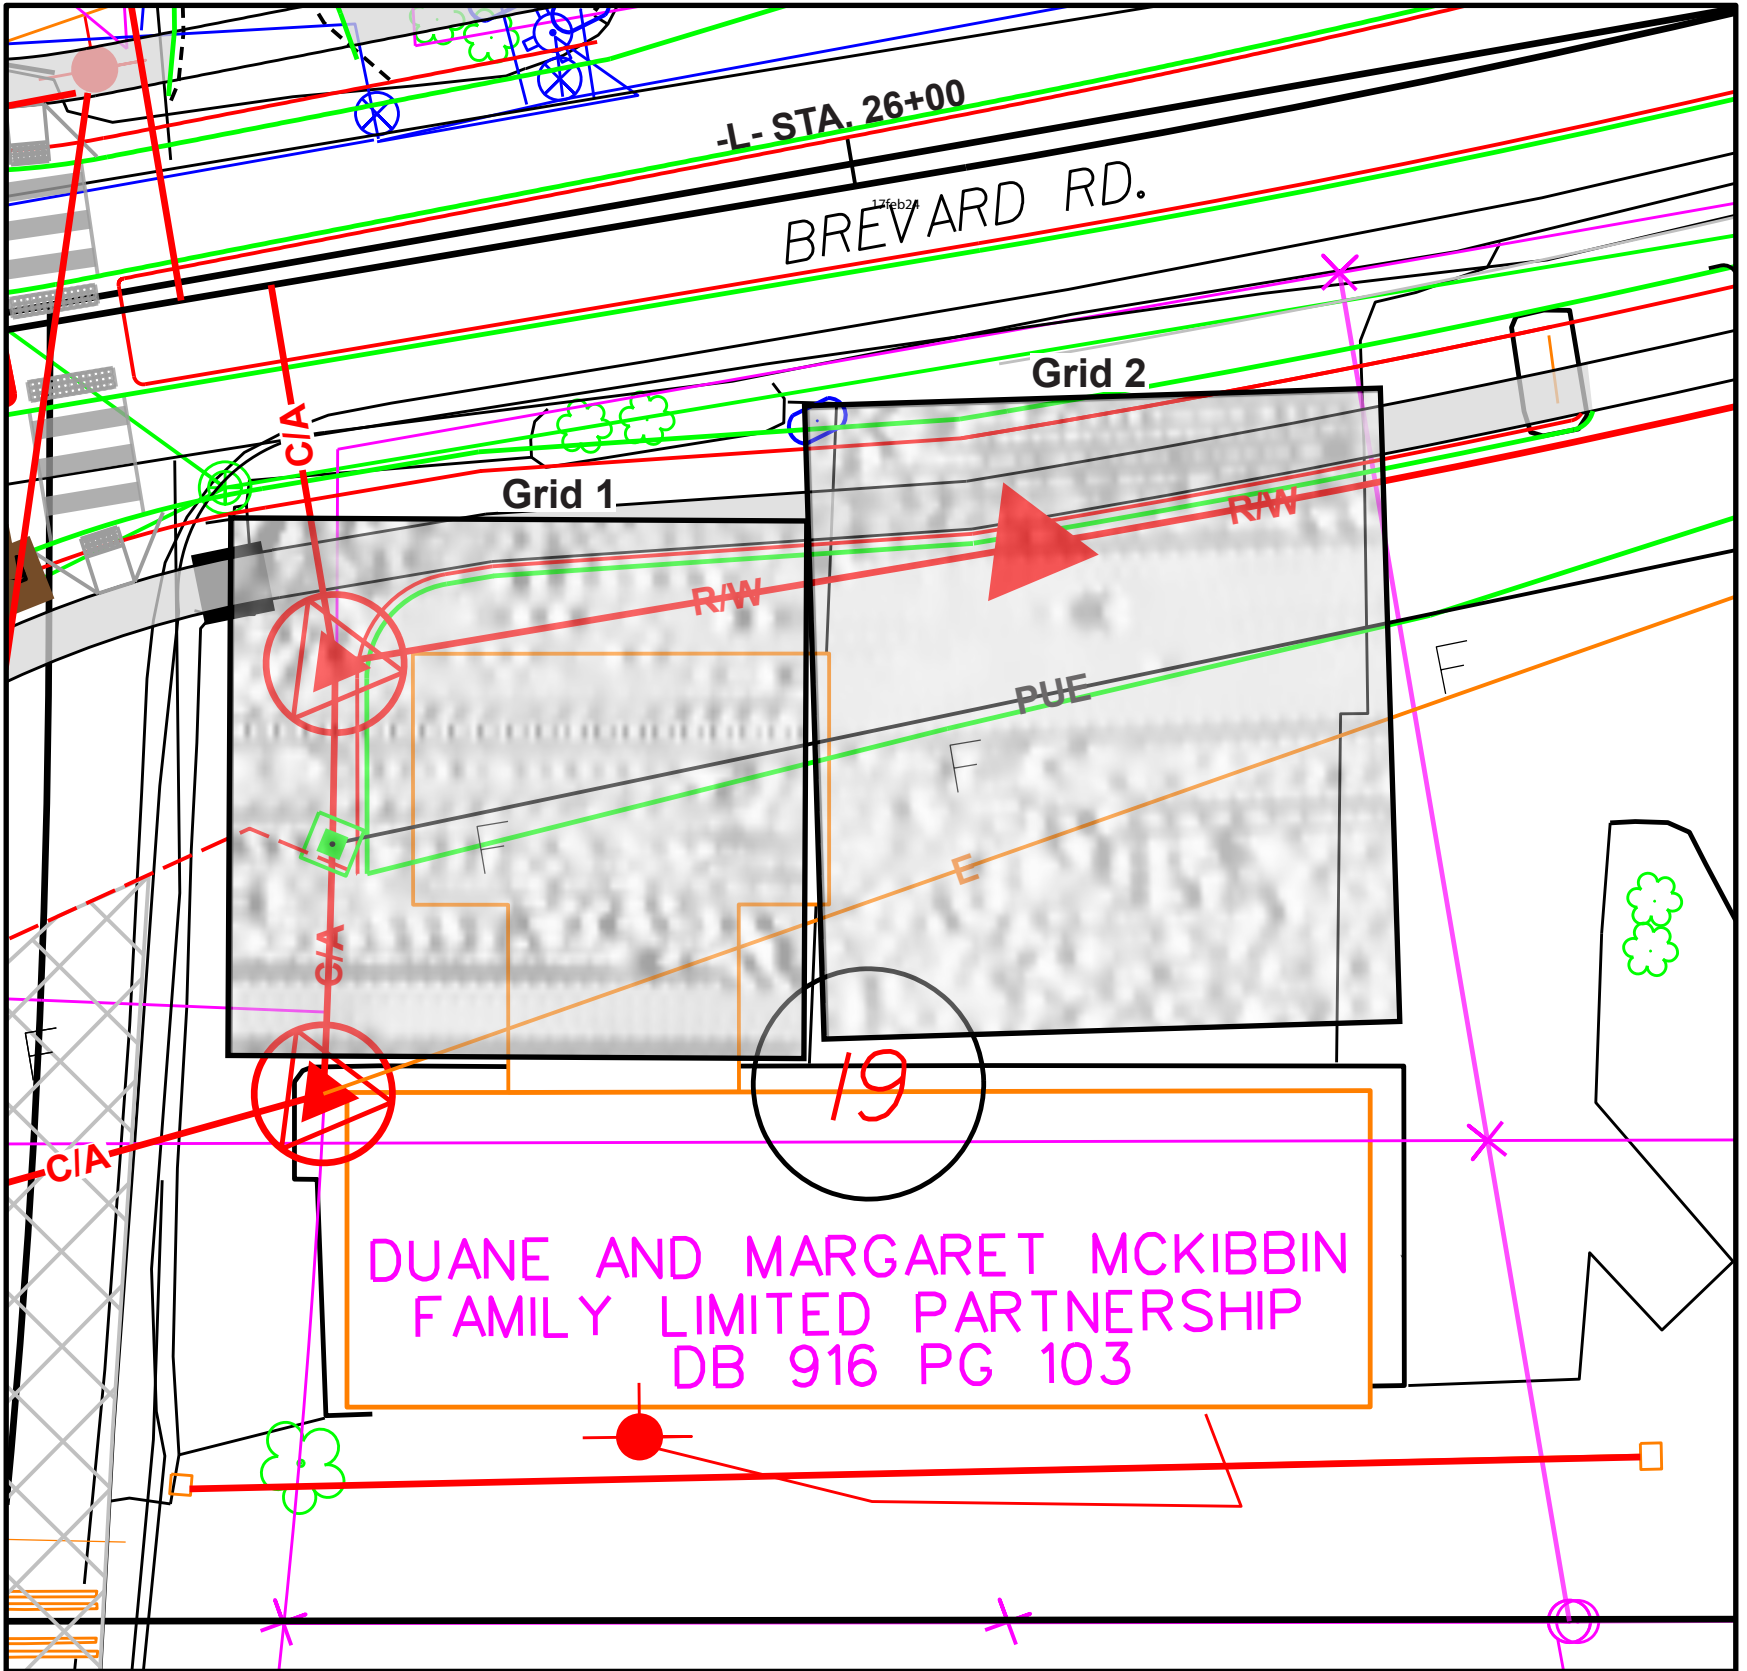 -L- STA. 26+00
BREVARD RD.
17feb24
Grid 2
C/A
Grid 1
R/W
R/W
F
PUE
F
F
E
C/A
F
19
C/A
DUANE AND MARGARET MCKIBBIN
FAMILY LIMITED PARTNERSHIP
DB 916 PG 103